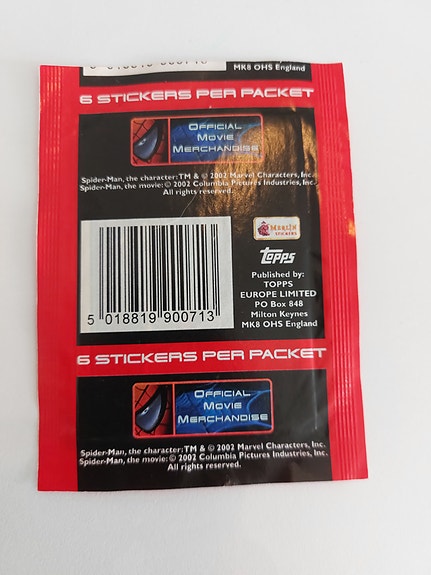 MK8 OHS England
6 STICKERS PER PACKET
OFFICIAL
MOVIE
MERCHANDISE
Spider-Man, the character: TM & © 2002 Marvel Characters, Inc.
Spider-Man, the movie: © 2002 Columbia Pictures Industries, Inc.
All rights reserved.
MERLIN
STICKERS
TOPPS
Published by:
TOPPS
EUROPE LIMITED
PO Box 848
Milton Keynes
MK8 OHS England
5 018819 900713
6 STICKERS PER PACKET
OFFICIAL
MOVIE
MERCHANDISE
Spider-Man, the character: TM & © 2002 Marvel Characters, Inc.
Spider-Man, the movie: © 2002 Columbia Pictures Industries, Inc.
All rights reserved.